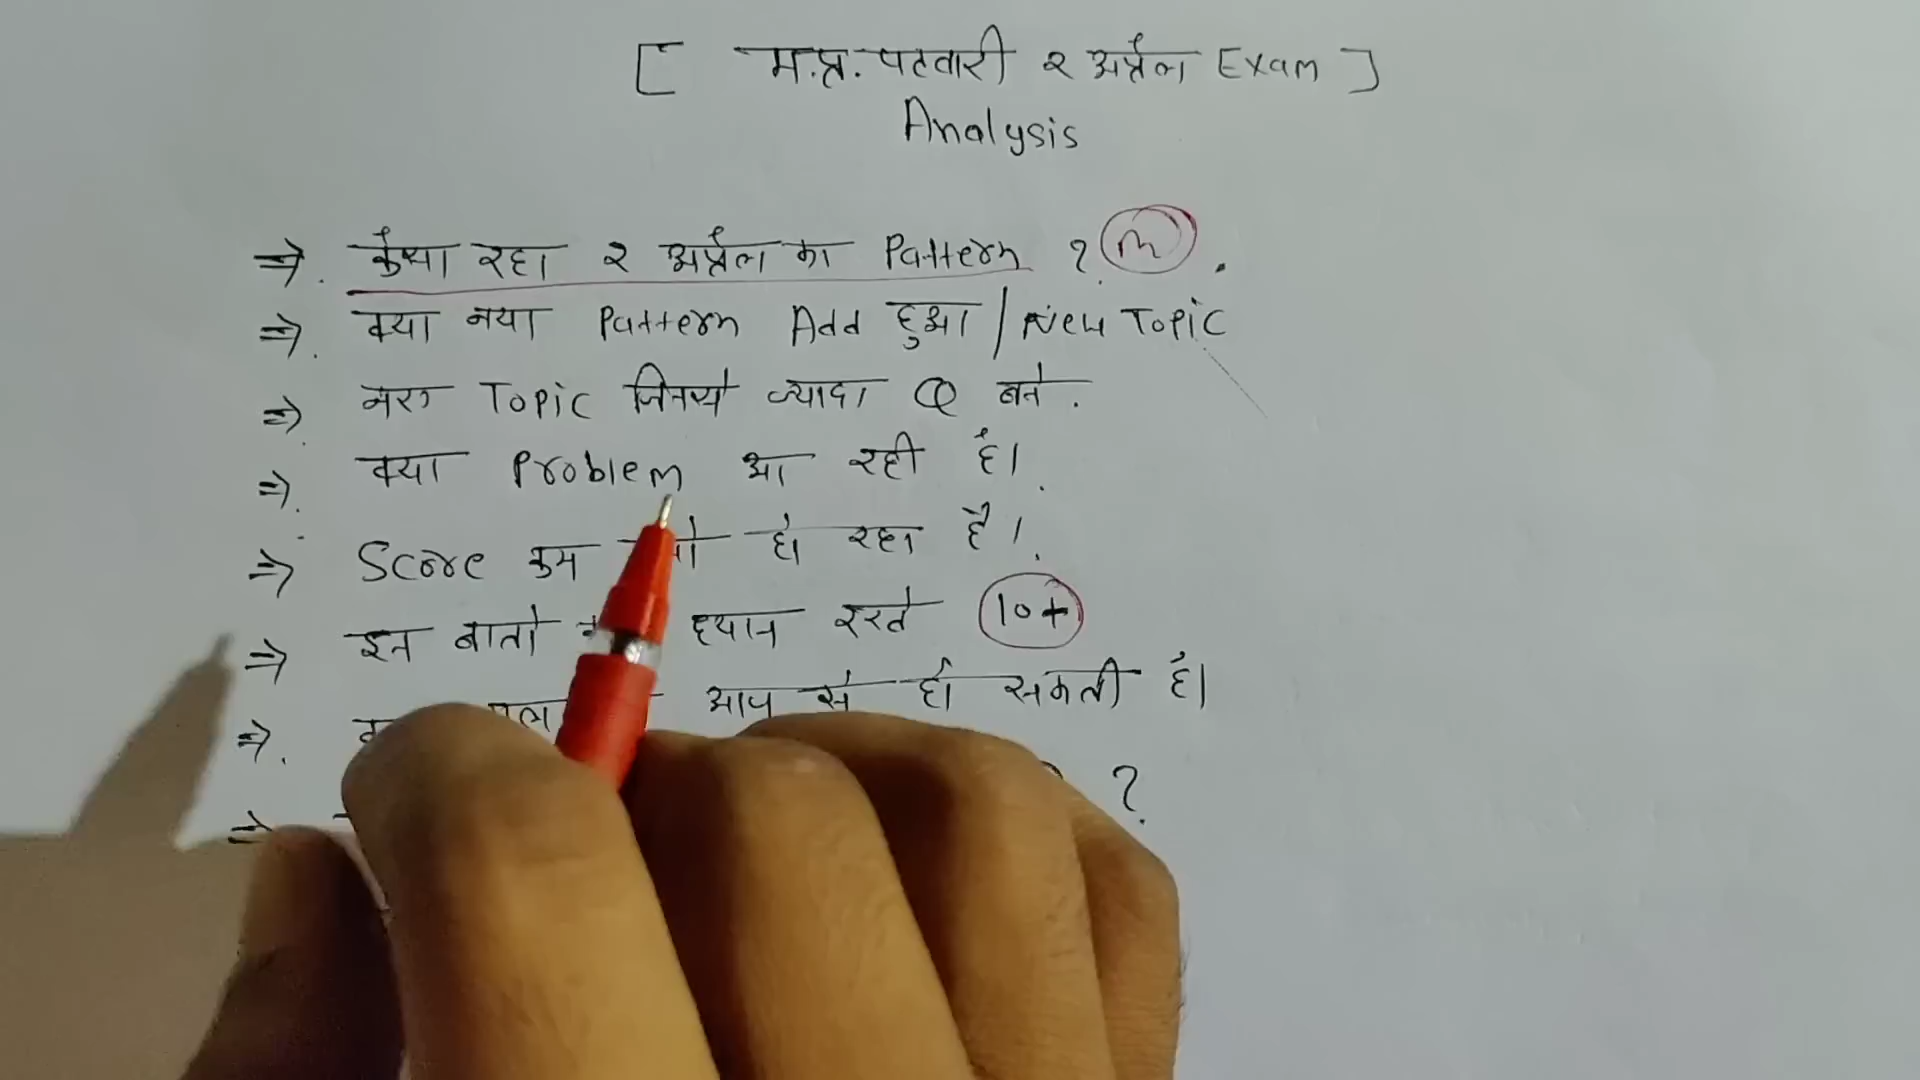 [ म.प्र. पटवारी २ अप्रैल Exam ]
Analysis
⇒ कैसा रहा २ अप्रैल का Pattern ? m
⇒ क्या नया Pattern Add हुआ / New Topic
⇒ नए Topic जिनसे ज्यादा Q बने.
⇒ क्या Problem आ रही है।
⇒ Score कम हो रहा है।
⇒ इन बातो ध्यान रखे 10+
⇒ आप से हो सकती है।
⇒ ?